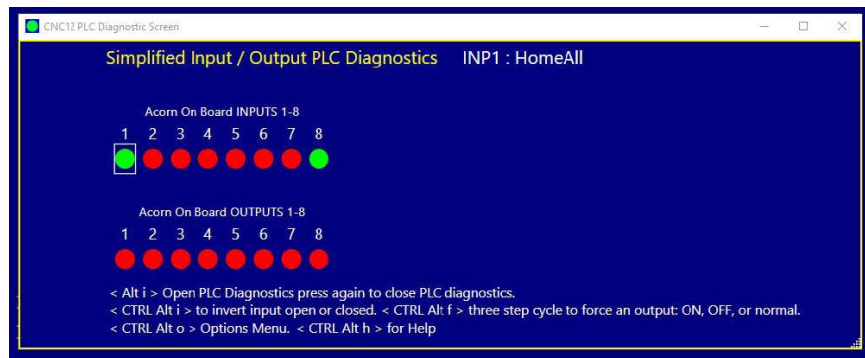 CNC12 PLC Diagnostic Screen
Simplified Input / Output PLC Diagnostics INP1 : HomeAll
Acorn On Board INPUTS 1-8
1 2 3 4 5 6 7 8
Acorn On Board OUTPUTS 1-8
1 2 3 4 5 6 7 8
< Alt i > Open PLC Diagnostics press again to close PLC diagnostics.
< CTRL Alt i > to invert input open or closed. < CTRL Alt f > three step cycle to force an output: ON, OFF, or normal.
< CTRL Alt o > Options Menu. < CTRL Alt h > for Help